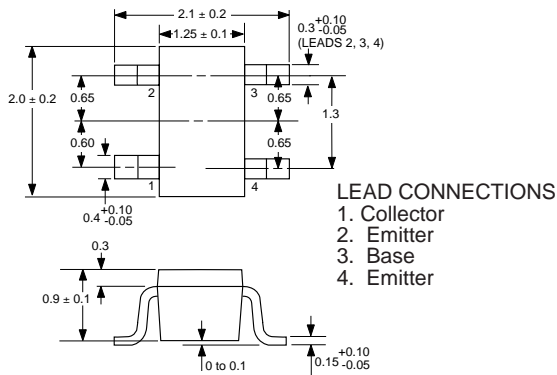 2.1 ± 0.2
1.25 ± 0.1
0.3 +0.10 -0.05
(LEADS 2, 3, 4)
2
3
2.0 ± 0.2
0.65
0.65
1.3
0.60
0.65
1
4
0.4 +0.10 -0.05
LEAD CONNECTIONS
1. Collector
2. Emitter
3. Base
4. Emitter
0.3
0.9 ± 0.1
0 to 0.1
0.15 +0.10 -0.05